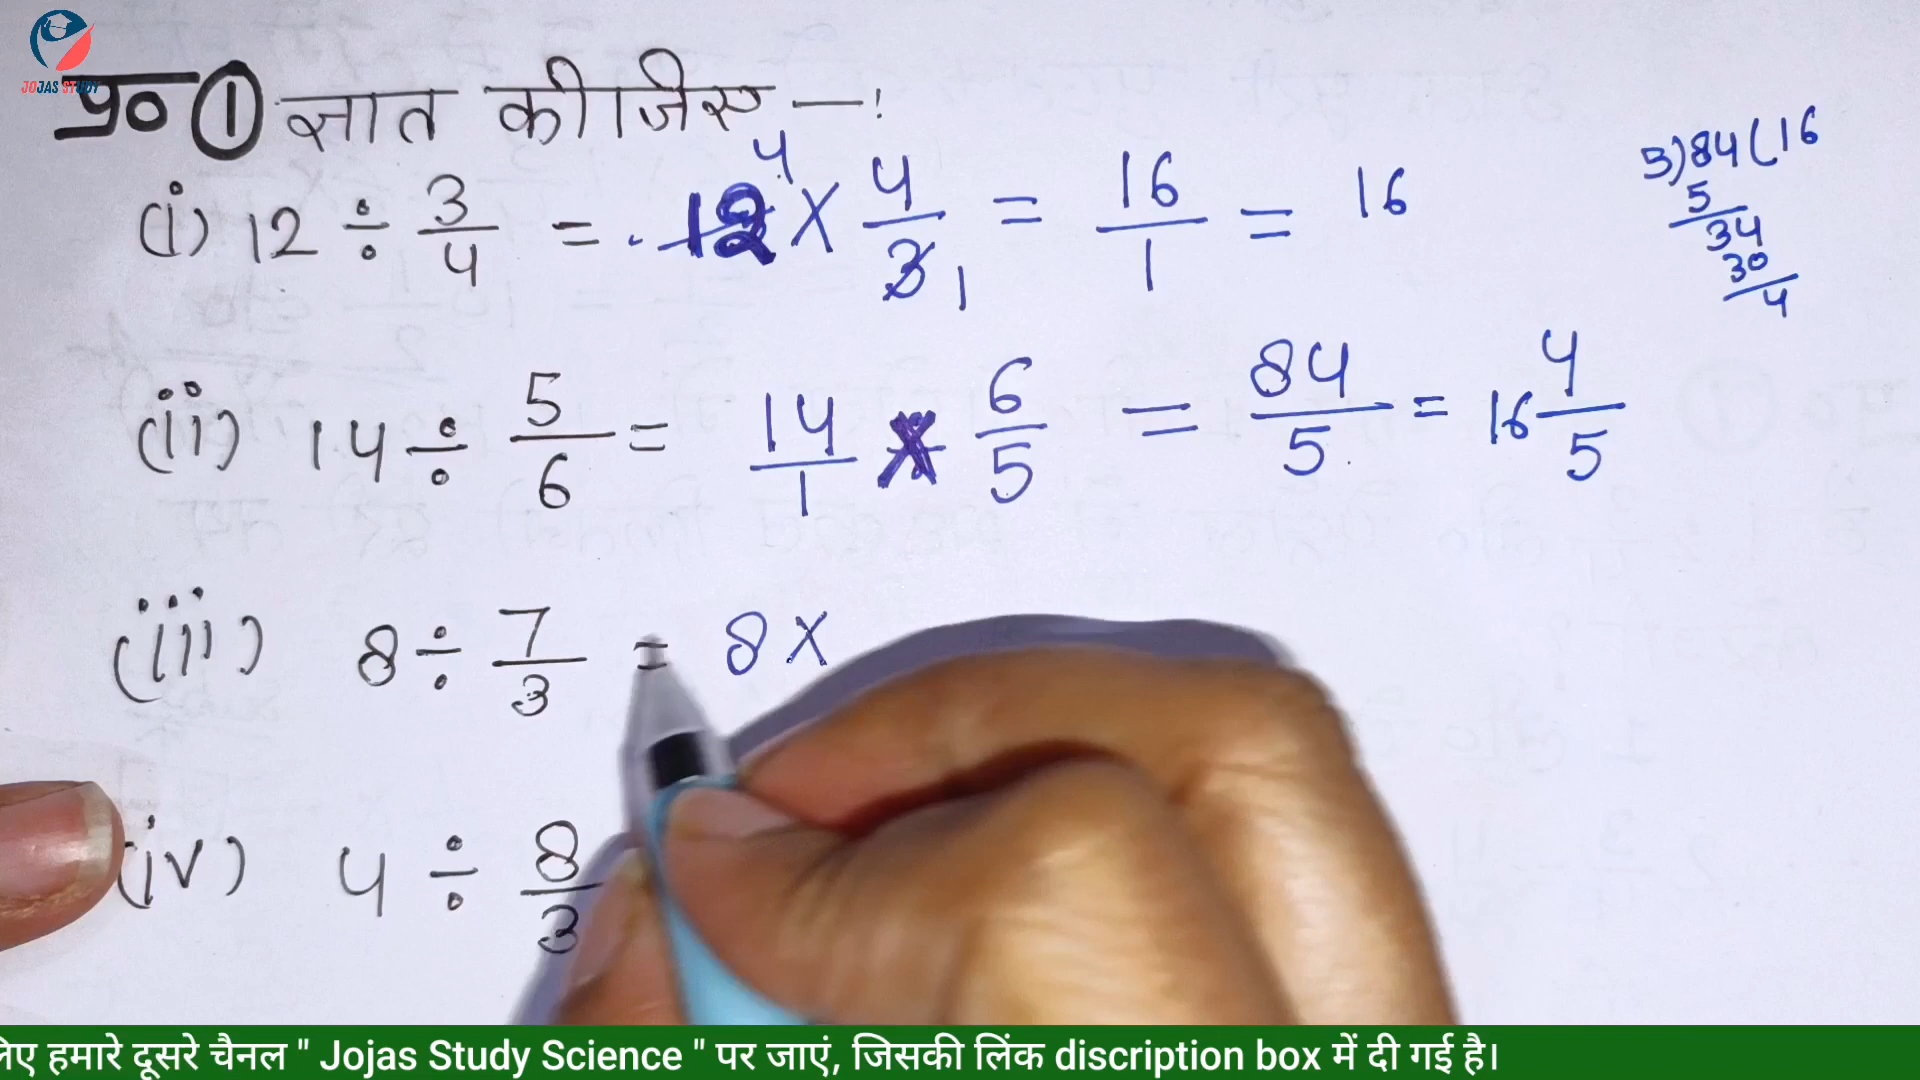 JOJAS STUDY
प्र० ① ज्ञात कीजिए —:
(i) 12 ÷ 3/4 = 12 4 × 4/3 1 = 16/1 = 16
5)84(16
5
34
30
4
(ii) 14 ÷ 5/6 = 14/1 × 6/5 = 84/5 = 16 4/5
(iii) 8 ÷ 7/3 = 8 ×
(iv) 4 ÷ 8/3
हमारे दूसरे चैनल " Jojas Study Science " पर जाएं, जिसकी लिंक discription box में दी गई है।